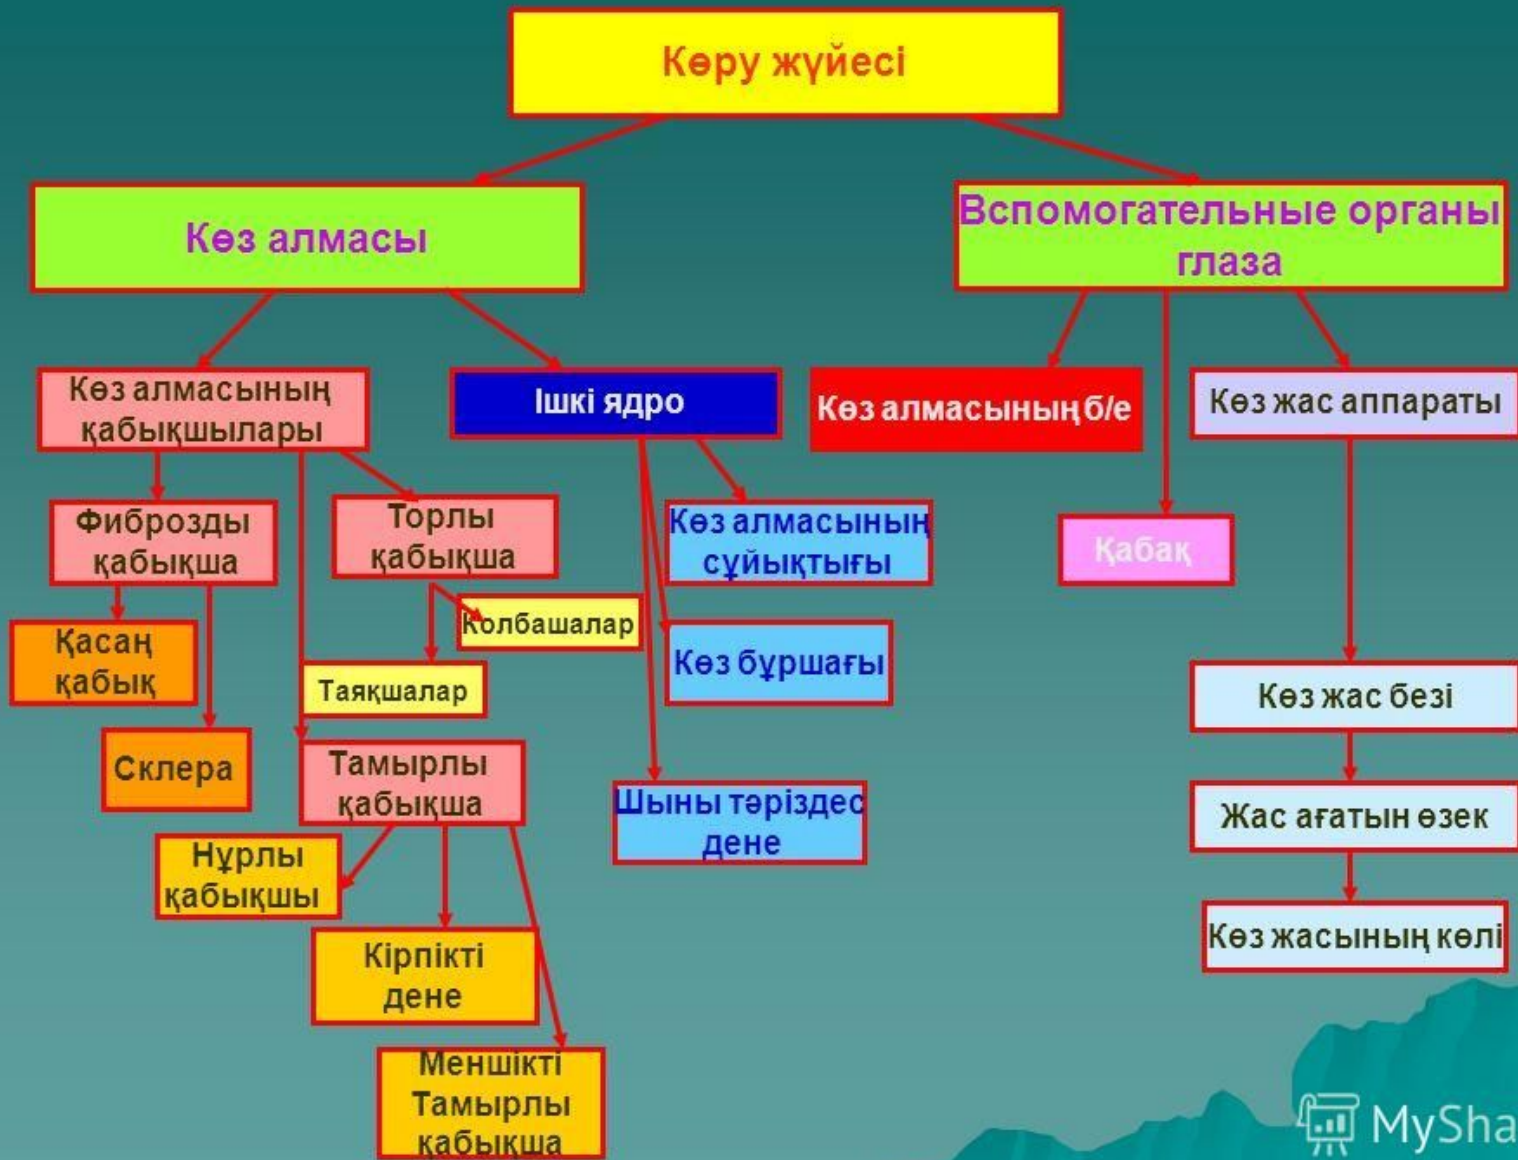 Көру жүйесі
Көз алмасы
Вспомогательные органы
глаза
Көз алмасының
қабықшылары
Ішкі ядро
Көз алмасының б/е
Көз жас аппараты
Фиброзды
қабықша
Торлы
қабықша
Көз алмасының
сұйықтығы
Қабақ
Колбашалар
Қасаң
қабық
Таяқшалар
Көз бұршағы
Көз жас безі
Склера
Тамырлы
қабықша
Шыны тәріздес
дене
Жас ағатын өзек
Нұрлы
қабықшы
Көз жасының көлі
Кірпікті
дене
Меншікті
Тамырлы
қабықша
MySha